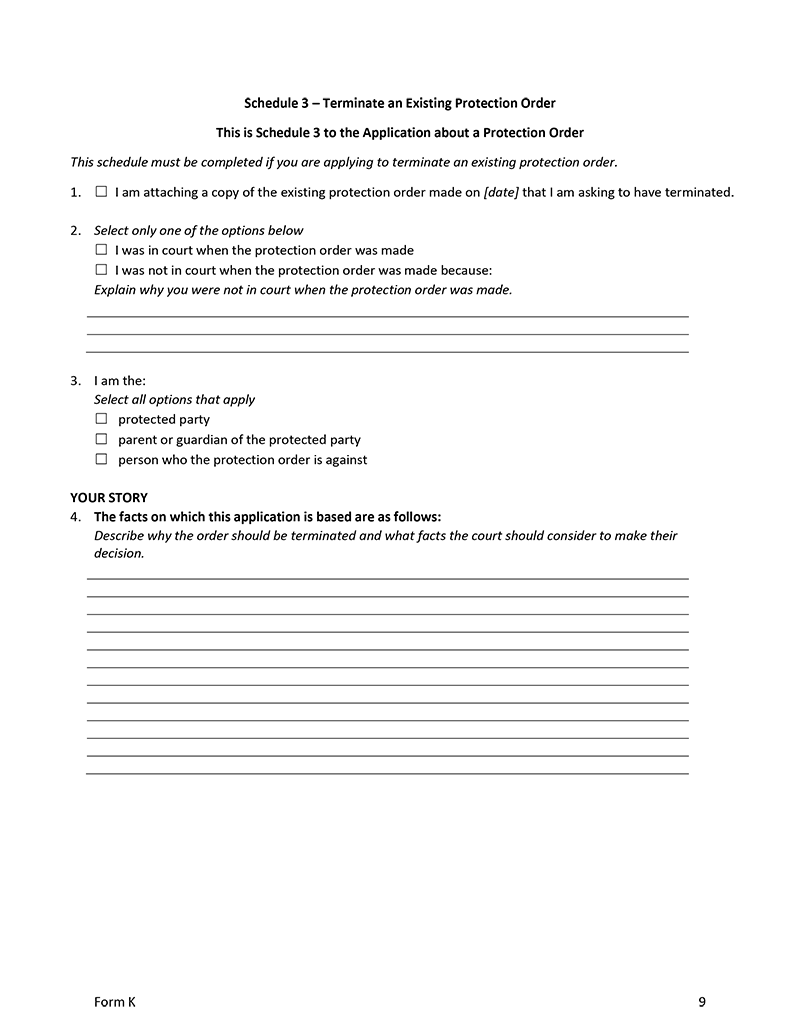 Schedule 3 – Terminate an Existing Protection Order
This is Schedule 3 to the Application about a Protection Order
This schedule must be completed if you are applying to terminate an existing protection order.
1. ☐ I am attaching a copy of the existing protection order made on [date] that I am asking to have terminated.
2. Select only one of the options below
☐ I was in court when the protection order was made
☐ I was not in court when the protection order was made because:
Explain why you were not in court when the protection order was made.
3. I am the:
Select all options that apply
☐ protected party
☐ parent or guardian of the protected party
☐ person who the protection order is against
YOUR STORY
4. The facts on which this application is based are as follows:
Describe why the order should be terminated and what facts the court should consider to make their
decision.
Form K 9